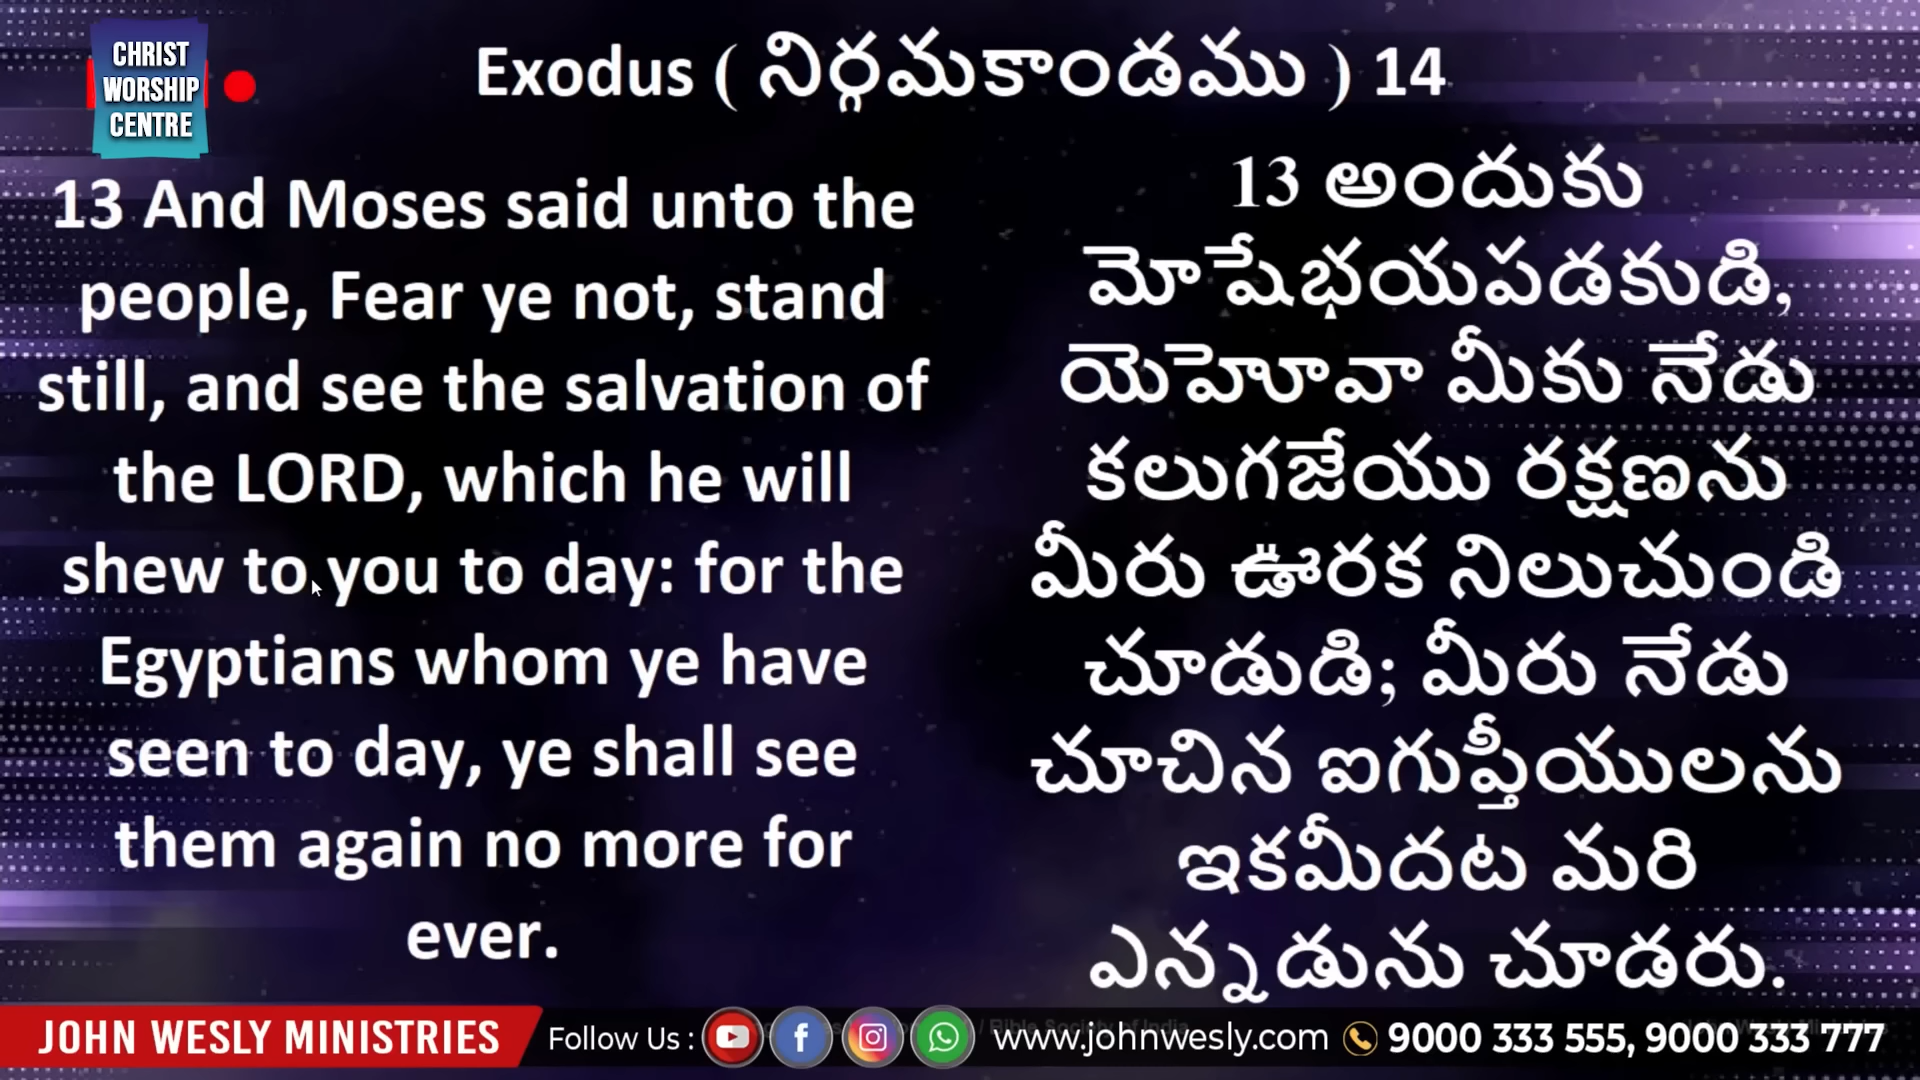 CHRIST
WORSHIP
CENTRE
Exodus ( నిర్గమకాండము ) 14
13 And Moses said unto the
people, Fear ye not, stand
still, and see the salvation of
the LORD, which he will
shew to you to day: for the
Egyptians whom ye have
seen to day, ye shall see
them again no more for
ever.
13 అందుకు
మోషేభయపడకుడి,
యెహెూవా మీకు నేడు
కలుగజేయు రక్షణను
మీరు ఊరక నిలుచుండి
చూడుడి; మీరు నేడు
చూచిన ఐగుప్తీయులను
ఇకమీదట మరి
ఎన్నడును చూడరు.
JOHN WESLY MINISTRIES
Follow Us :
www.johnwesly.com
9000 333 555, 9000 333 777